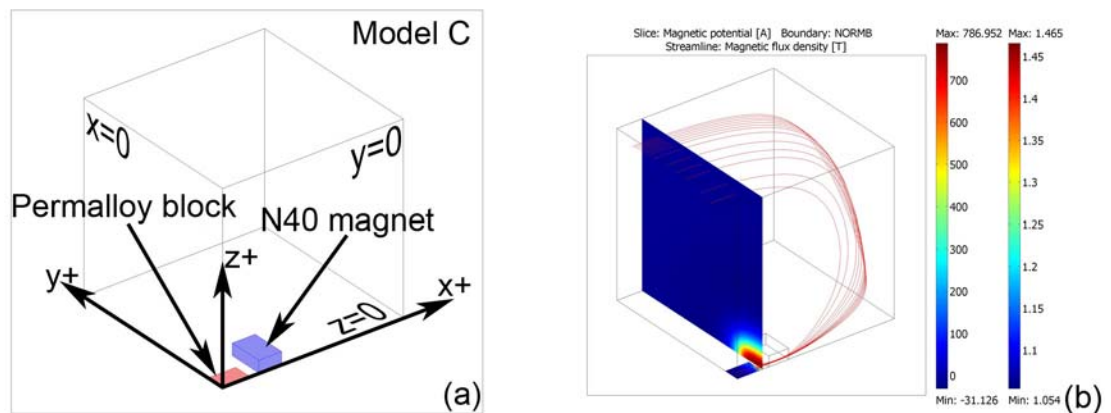 Model C
x=0
y=0
Permalloy block
N40 magnet
y+
z+
x+
z=0
(a)
Slice: Magnetic potential [A] Boundary: NORMB
Streamline: Magnetic flux density [T]
Max: 786.952
Max: 1.465
700
600
500
400
300
200
100
0
Min: -31.126
1.45
1.4
1.35
1.3
1.25
1.2
1.15
1.1
Min: 1.054
(b)